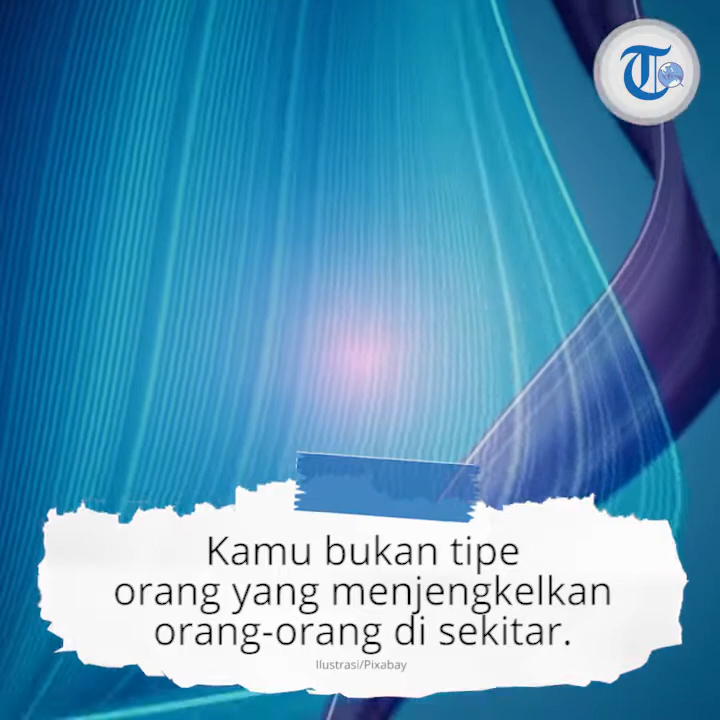 T
Kamu bukan tipe
orang yang menjengkelkan
orang-orang di sekitar.
Ilustrasi/Pixabay